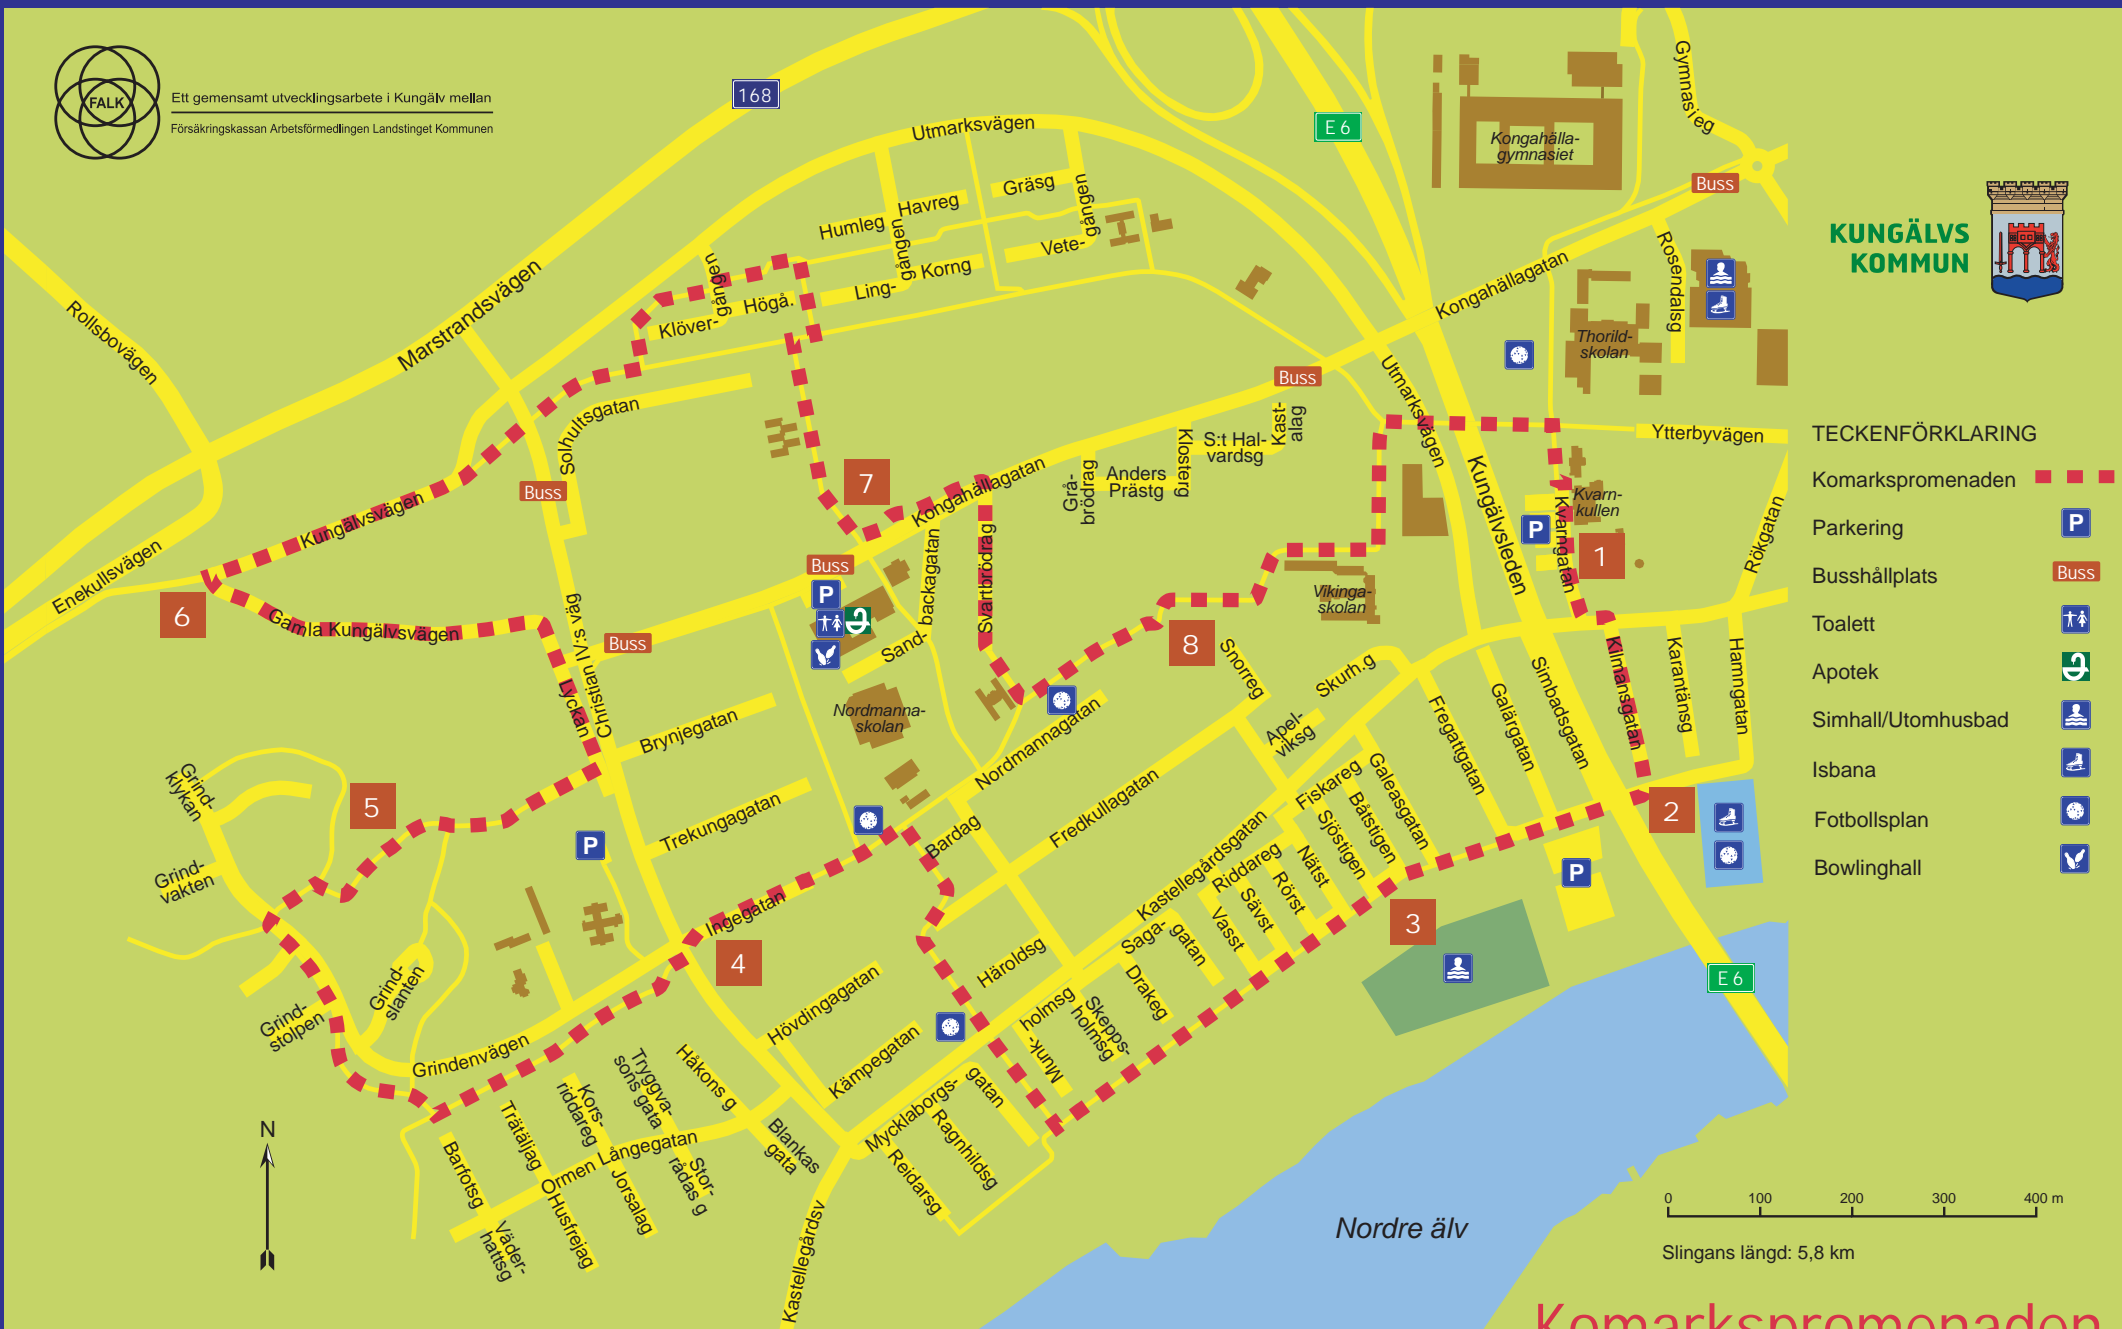 FALK
Ett gemensamt utvecklingsarbete i Kungälv mellan
Försäkringskassan Arbetsförmedlingen Landstinget Kommunen
168
E 6
Utmarksvägen
Gymnasieg
Kongahälla-
gymnasiet
Buss
KUNGÄLVS
KOMMUN
Humleg
Havreg
Gräsg
gången
gången
gången
Vete-
Ling-
Korng
Klöver-
Högå.
Rosendalsg
Kongahällagatan
Thorild-
skolan
Marstrandsvägen
Rollsbovägen
Solhultsgatan
Buss
Buss
Utmarksvägen
Ytterbyvägen
Kast-
alag
S:t Hal-
vardsg
Klosterg
Anders
Prästg
Grå-
brödrag
Kongahällagatan
7
Kungälvsvägen
Enekullsvägen
6
Gamla Kungälvsvägen
Christian IV:s väg
Lyckan
Buss
Buss
P
Sand-
backagatan
Svartbrödrag
Kungälvsleden
P
Kvarngatan
Kvarn-
kullen
1
Rökgatan
Vikinga-
skolan
8
Snorreg
Skurh.g
Apel-
viksg
Nordmanna-
skolan
Nordmannagatan
Brynjegatan
Trekungagatan
P
Grind-
klykan
Grind-
vakten
5
Grind-
stolpen
Grind-
slanten
Grindenvägen
Ingegatan
4
Bardag
Fredkullagatan
Kastellegårdsgatan
Fregattgatan
Galärgatan
Simbadsgatan
Kilmansgatan
Karantänsg
Hamngatan
2
P
3
Galeasgatan
Fiskareg
Båtstigen
Sjöstigen
Nätst
Riddareg
Rörst
Sävst
Vasst
Saga-
gatan
Drakeg
Skepps-
holmsg
Munk-
holmsg
Häroldsg
Hövdingagatan
Kämpegatan
Håkons g
Tryggva-
sons gata
Kors-
riddareg
Trätäljag
Barfotsg
Ormen Långegatan
Väder-
hattsg
Husfrejag
Jorsalag
Stor-
rådas g
Blankas
gata
Mycklaborgs-
gatan
Ragnhildsg
Reidarsg
Kastellegårdsv
E 6
N
Nordre älv
TECKENFÖRKLARING
Komarkspromenaden
Parkering P
Busshållplats Buss
Toalett
Apotek
Simhall/Utomhusbad
Isbana
Fotbollsplan
Bowlinghall
0 100 200 300 400 m
Slingans längd: 5,8 km
Komarkspromenaden